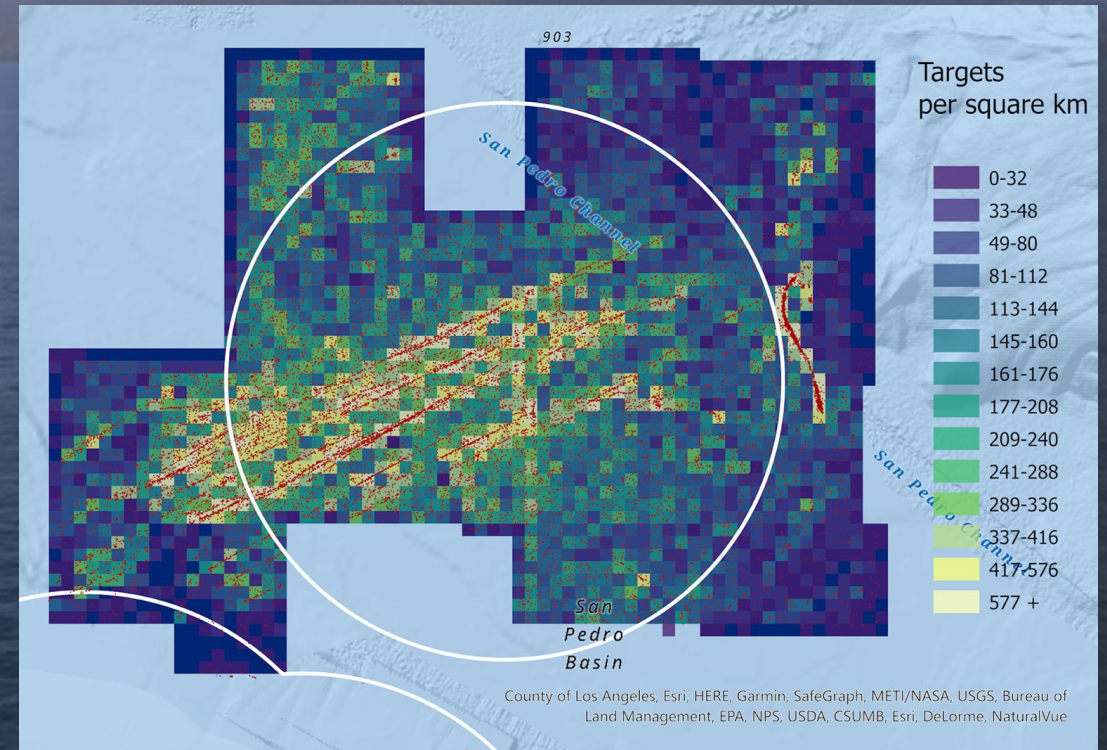 903
San Pedro Channel
Targets
per square km
0-32
33-48
49-80
81-112
113-144
145-160
161-176
177-208
209-240
241-288
289-336
337-416
417-576
577 +
San Pedro Channel
San
Pedro
Basin
County of Los Angeles, Esri, HERE, Garmin, SafeGraph, METI/NASA, USGS, Bureau of
Land Management, EPA, NPS, USDA, CSUMB, Esri, DeLorme, NaturalVue